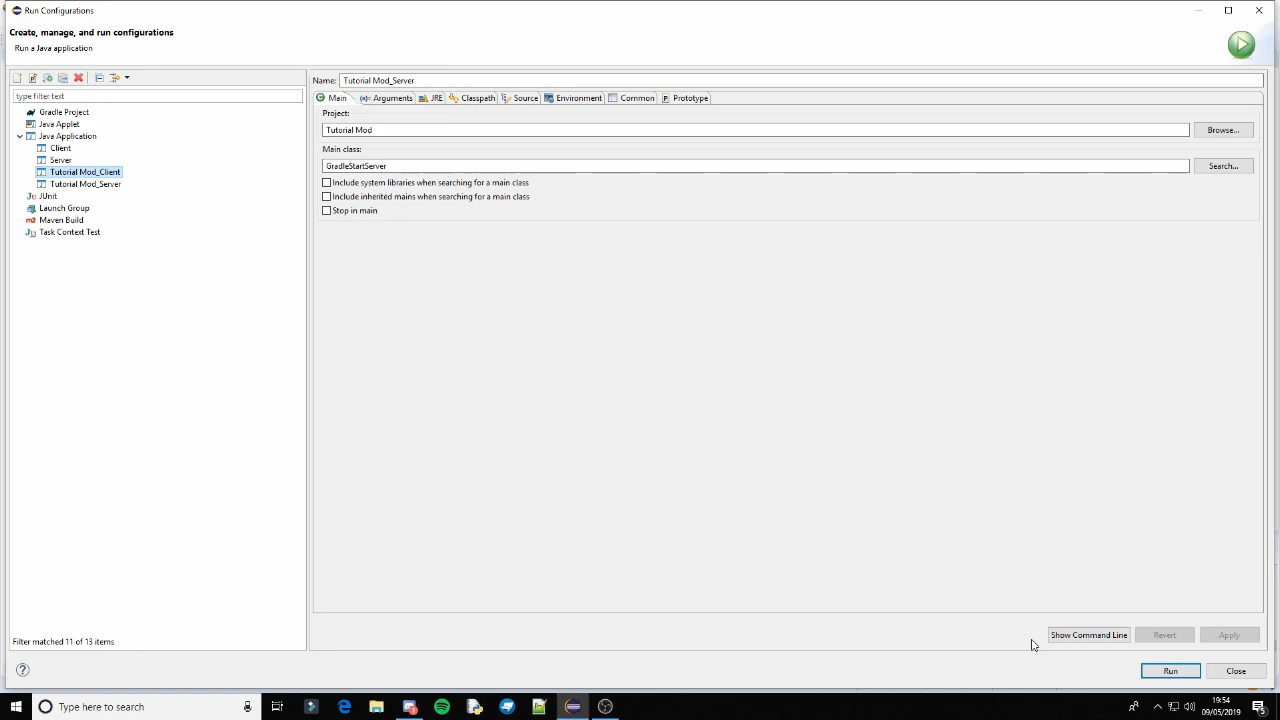 Run Configurations
Create, manage, and run configurations
Run a Java application
type filter text
Gradle Project
Java Applet
Java Application
Client
Server
Tutorial Mod_Client
Tutorial Mod_Server
JUnit
Launch Group
Maven Build
Task Context Test
Filter matched 11 of 13 items
Name: Tutorial Mod_Server
Main Arguments JRE Classpath Source Environment Common Prototype
Project:
Tutorial Mod Browse...
Main class:
GradleStartServer Search...
Include system libraries when searching for a main class
Include inherited mains when searching for a main class
Stop in main
Show Command Line Revert Apply
Run Close
Type here to search
19:54
09/05/2019